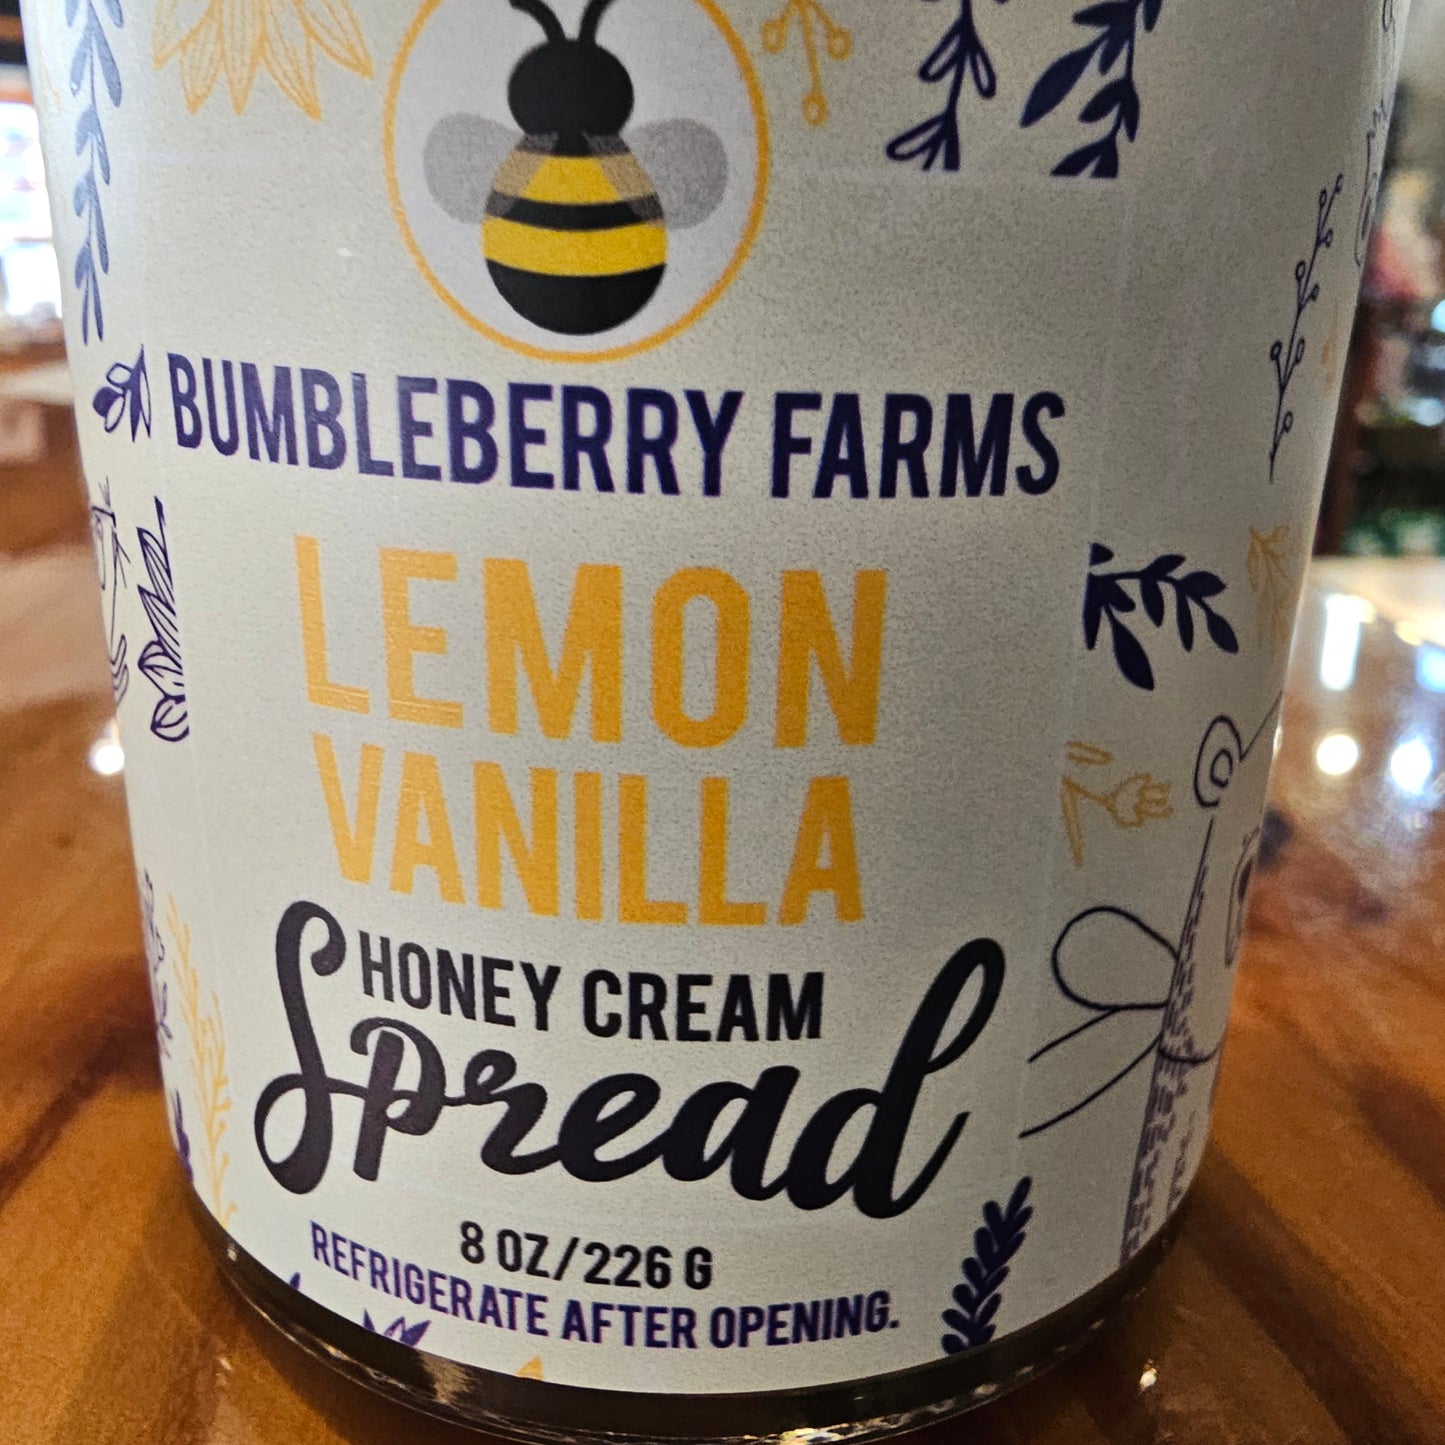 BUMBLEBERRY FARMS
LEMON
VANILLA
HONEY CREAM
Spread
8 OZ/226 G
REFRIGERATE AFTER OPENING.